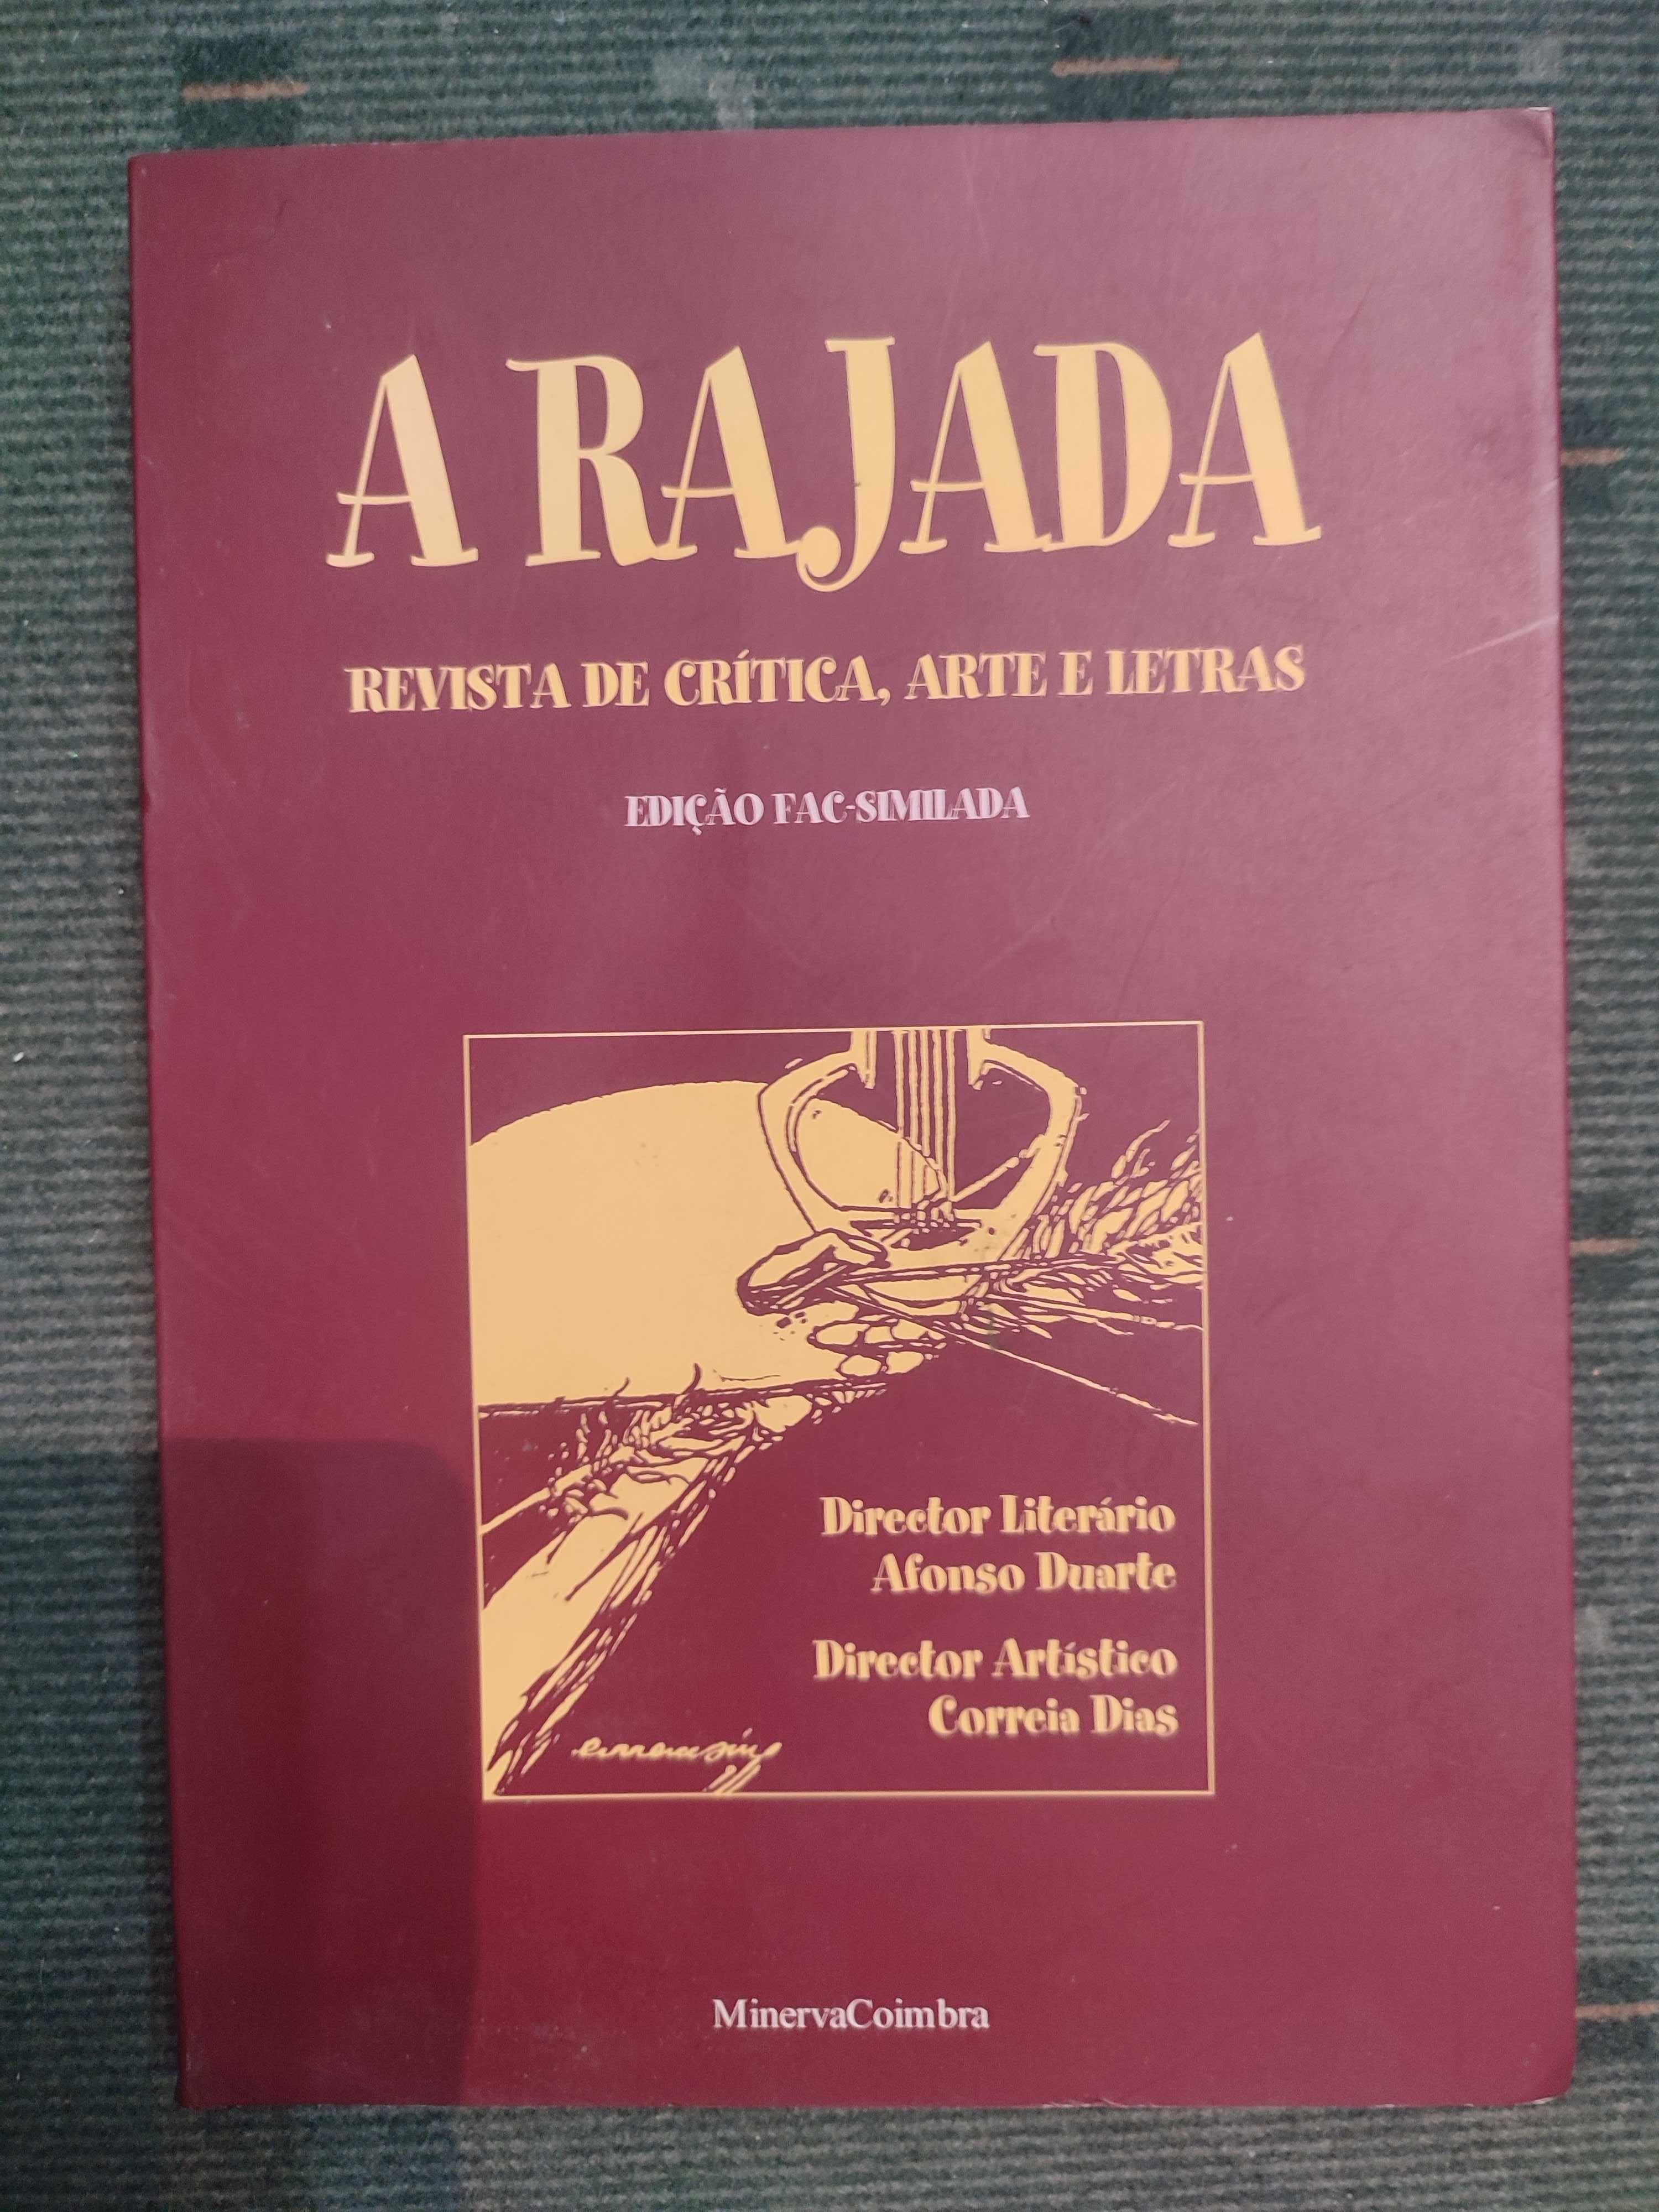 A RAJADA
REVISTA DE CRÍTICA, ARTE E LETRAS
EDIÇÃO FAC-SIMILADA
Director Literário
Afonso Duarte
Director Artístico
Correia Dias
MinervaCoimbra